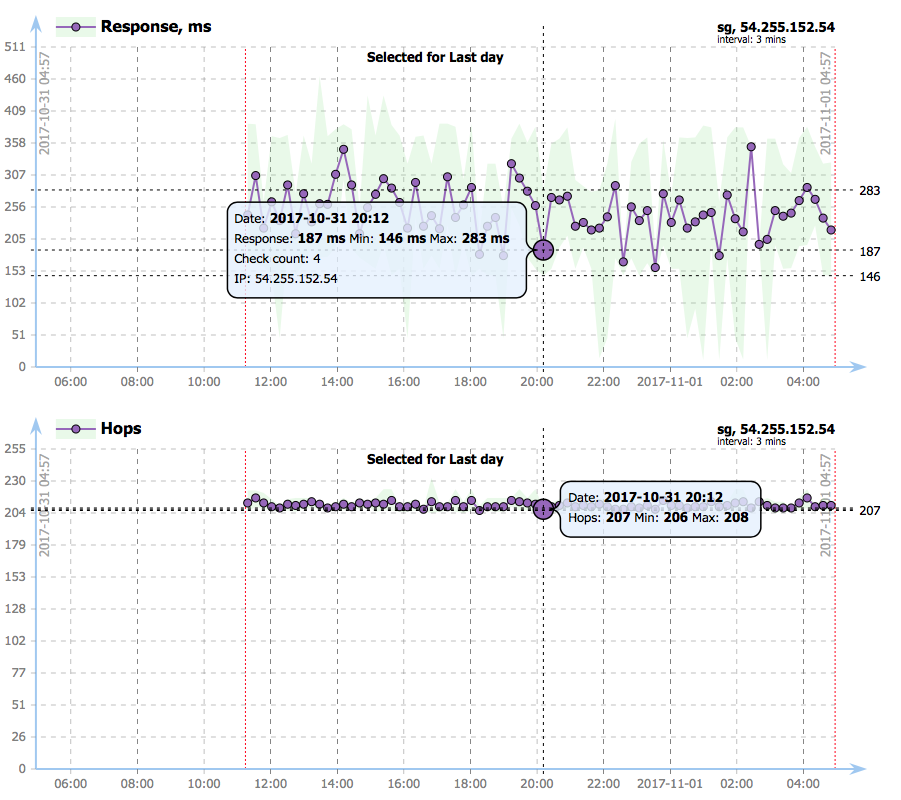 Response, ms
sg, 54.255.152.54
interval: 3 mins
Selected for Last day
511
460
409
358
307
256
205
153
102
51
0
2017-10-31 04:57
2017-11-01 04:57
283
187
146
Date: 2017-10-31 20:12
Response: 187 ms Min: 146 ms Max: 283 ms
Check count: 4
IP: 54.255.152.54
06:00 08:00 10:00 12:00 14:00 16:00 18:00 20:00 22:00 2017-11-01 02:00 04:00
Hops
sg, 54.255.152.54
interval: 3 mins
Selected for Last day
255
230
204
179
153
128
102
77
51
26
0
2017-10-31 04:57
2017-11-01 04:57
207
Date: 2017-10-31 20:12
Hops: 207 Min: 206 Max: 208
06:00 08:00 10:00 12:00 14:00 16:00 18:00 20:00 22:00 2017-11-01 02:00 04:00